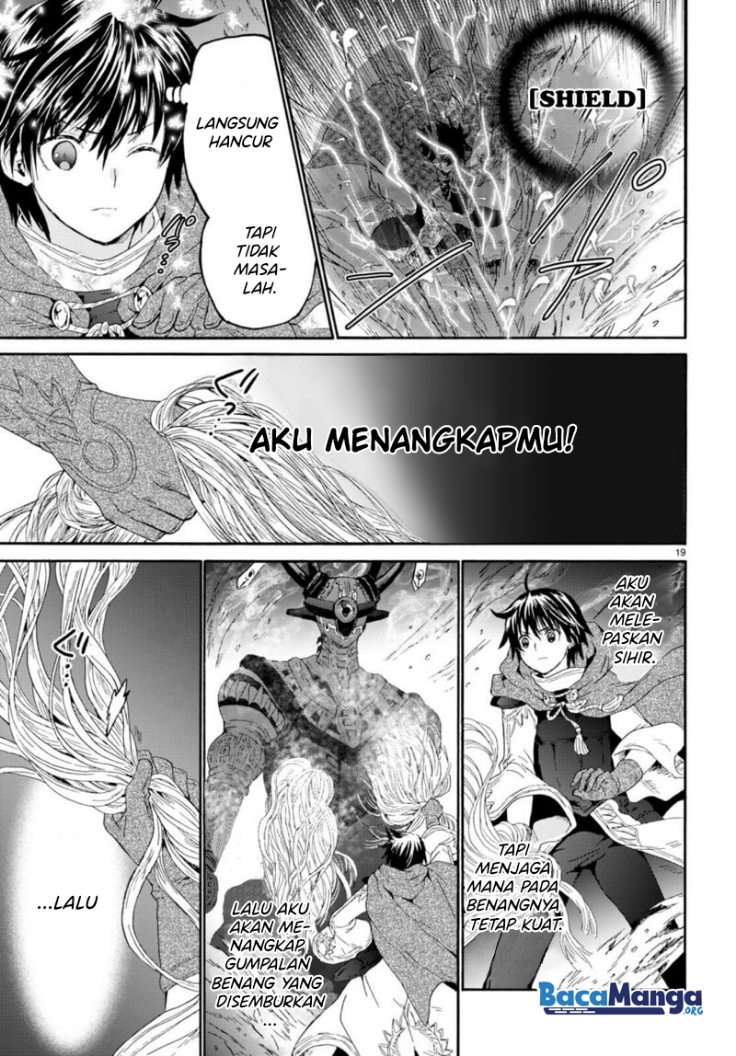 [SHIELD]
LANGSUNG
HANCUR
TAPI
TIDAK
MASA-
LAH.
AKU MENANGKAPMU!
19
AKU
AKAN
MELE-
PASKAN
SIHIR.
TAPI
MENJAGA
MANA PADA
BENANGNYA
TETAP KUAT.
LALU AKU
AKAN ME-
NANGKAP
GUMPALAN
BENANG YANG
DISEMBURKAN
...
...LALU
BacaManga
.ORG